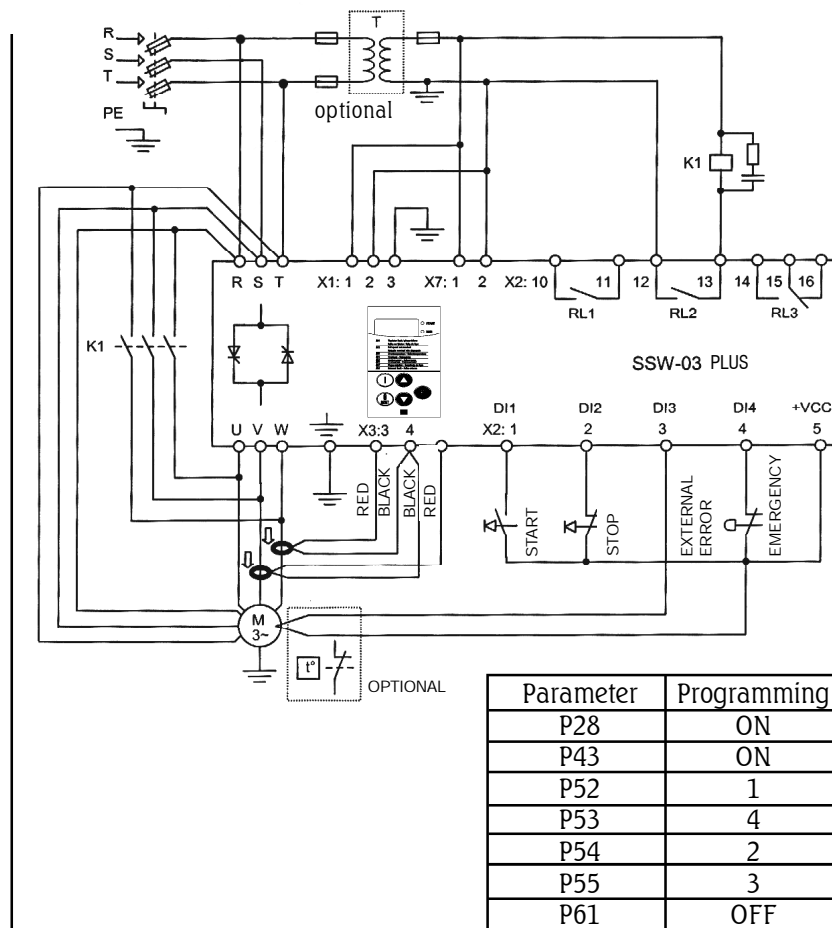 R
T
S
T
optional
PE
K1
R S T X1: 1 2 3 X7: 1 2 X2: 10 11 12 13 14 15 16
RL1 RL2 RL3
K1
SSW-03 PLUS
DI1 DI2 DI3 DI4 +VCC
U V W X3:3 4 X2: 1 2 3 4 5
RED
BLACK
BLACK
RED
START
STOP
EXTERNAL
ERROR
EMERGENCY
M
3~
t°
OPTIONAL
Parameter Programming
P28 ON
P43 ON
P52 1
P53 4
P54 2
P55 3
P61 OFF